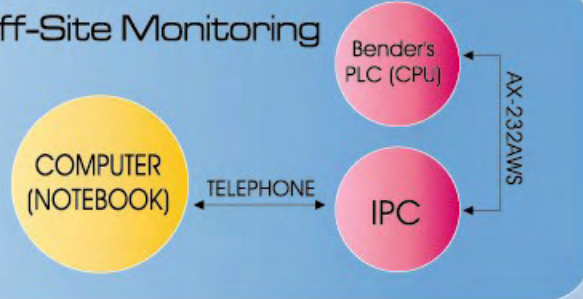 ff-Site Monitoring
Bender's
PLC (CPU)
AX-232AWS
COMPUTER
(NOTEBOOK)
TELEPHONE
IPC